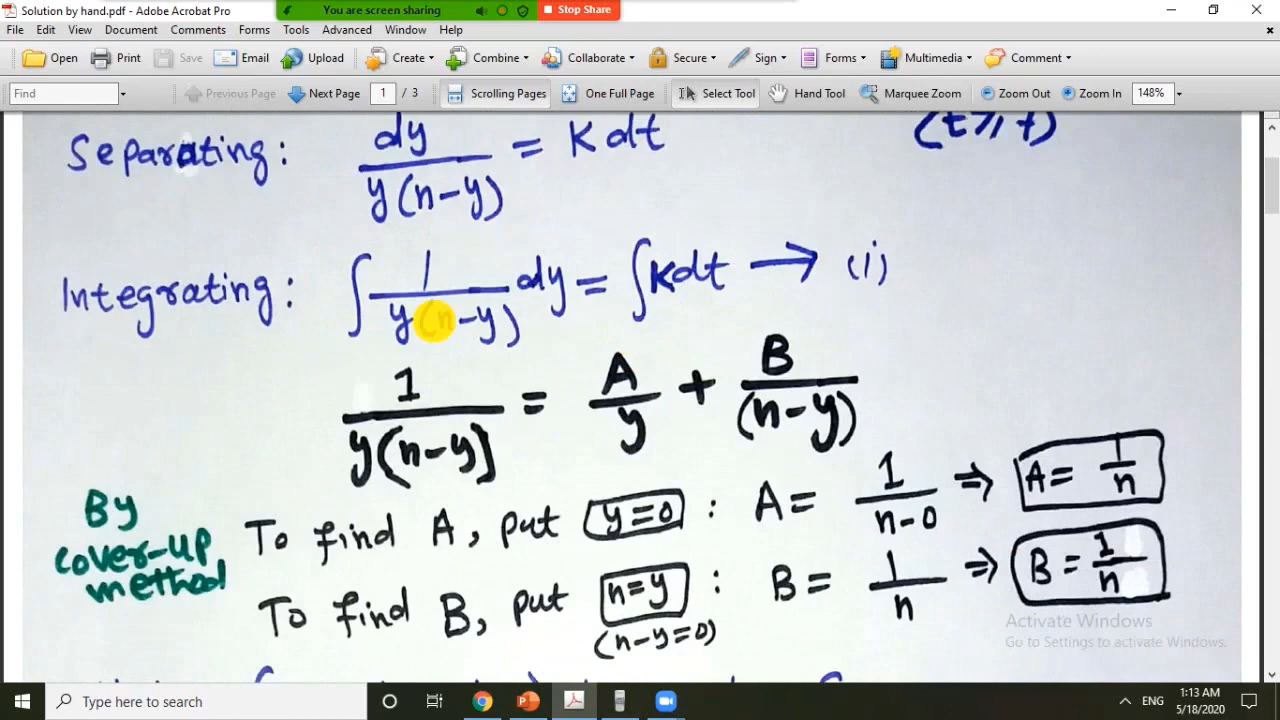 Solution by hand.pdf - Adobe Acrobat Pro
You are screen sharing
Stop Share
File Edit View Document Comments Forms Tools Advanced Window Help
Open Print Save Email Upload Create Combine Collaborate Secure Sign Forms Multimedia Comment
Find Previous Page Next Page 1 / 3 Scrolling Pages One Full Page Select Tool Hand Tool Marquee Zoom Zoom Out Zoom In 148%
Separating: dy/y(n-y) = K dt
Integrating: ∫ 1/y(n-y) dy = ∫ K dt → (i)
1/y(n-y] = A/y + B/(n-y)
By cover-up method
To find A, put y=0 : A = 1/n-0 ⇒ A = 1/n
To find B, put n=y : B = 1/n ⇒ B = 1/n
(n-y=0)
Activate Windows
Go to Settings to activate Windows.
Type here to search
ENG
1:13 AM
5/18/2020